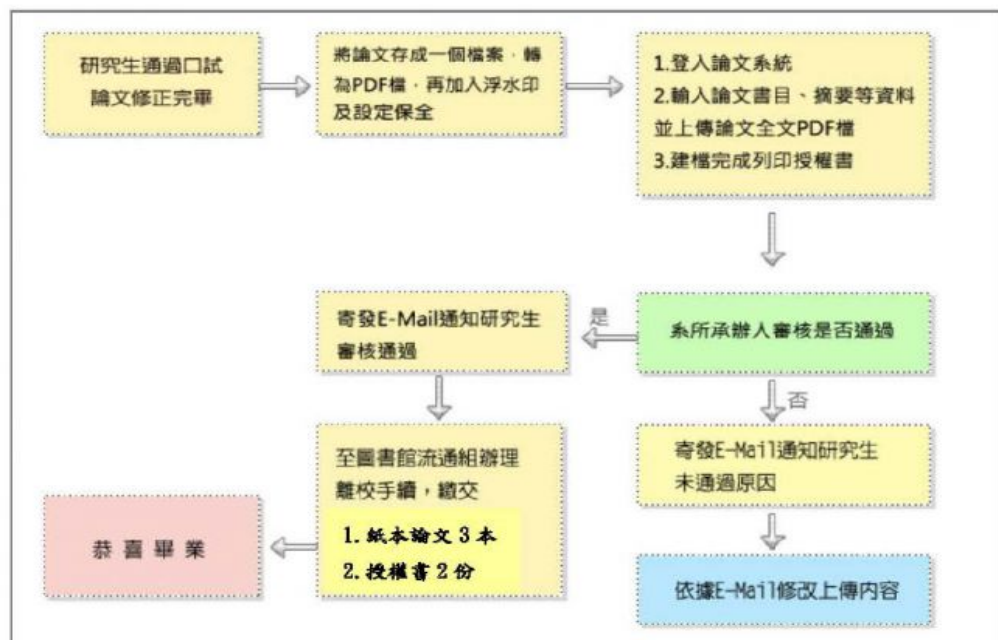 研究生通過口試
論文修正完畢
將論文存成一個檔案，轉
為PDF檔，再加入浮水印
及設定保全
1.登入論文系統
2.輸入論文書目、摘要等資料
並上傳論文全文PDF檔
3.建檔完成列印授權書
系所承辦人審核是否通過
是
寄發E-Mail通知研究生
審核通過
否
寄發E-Mail通知研究生
未通過原因
依據E-Mail修改上傳內容
至圖書館流通組辦理
離校手續，繳交
1. 紙本論文 3 本
2. 授權書 2 份
恭喜畢業